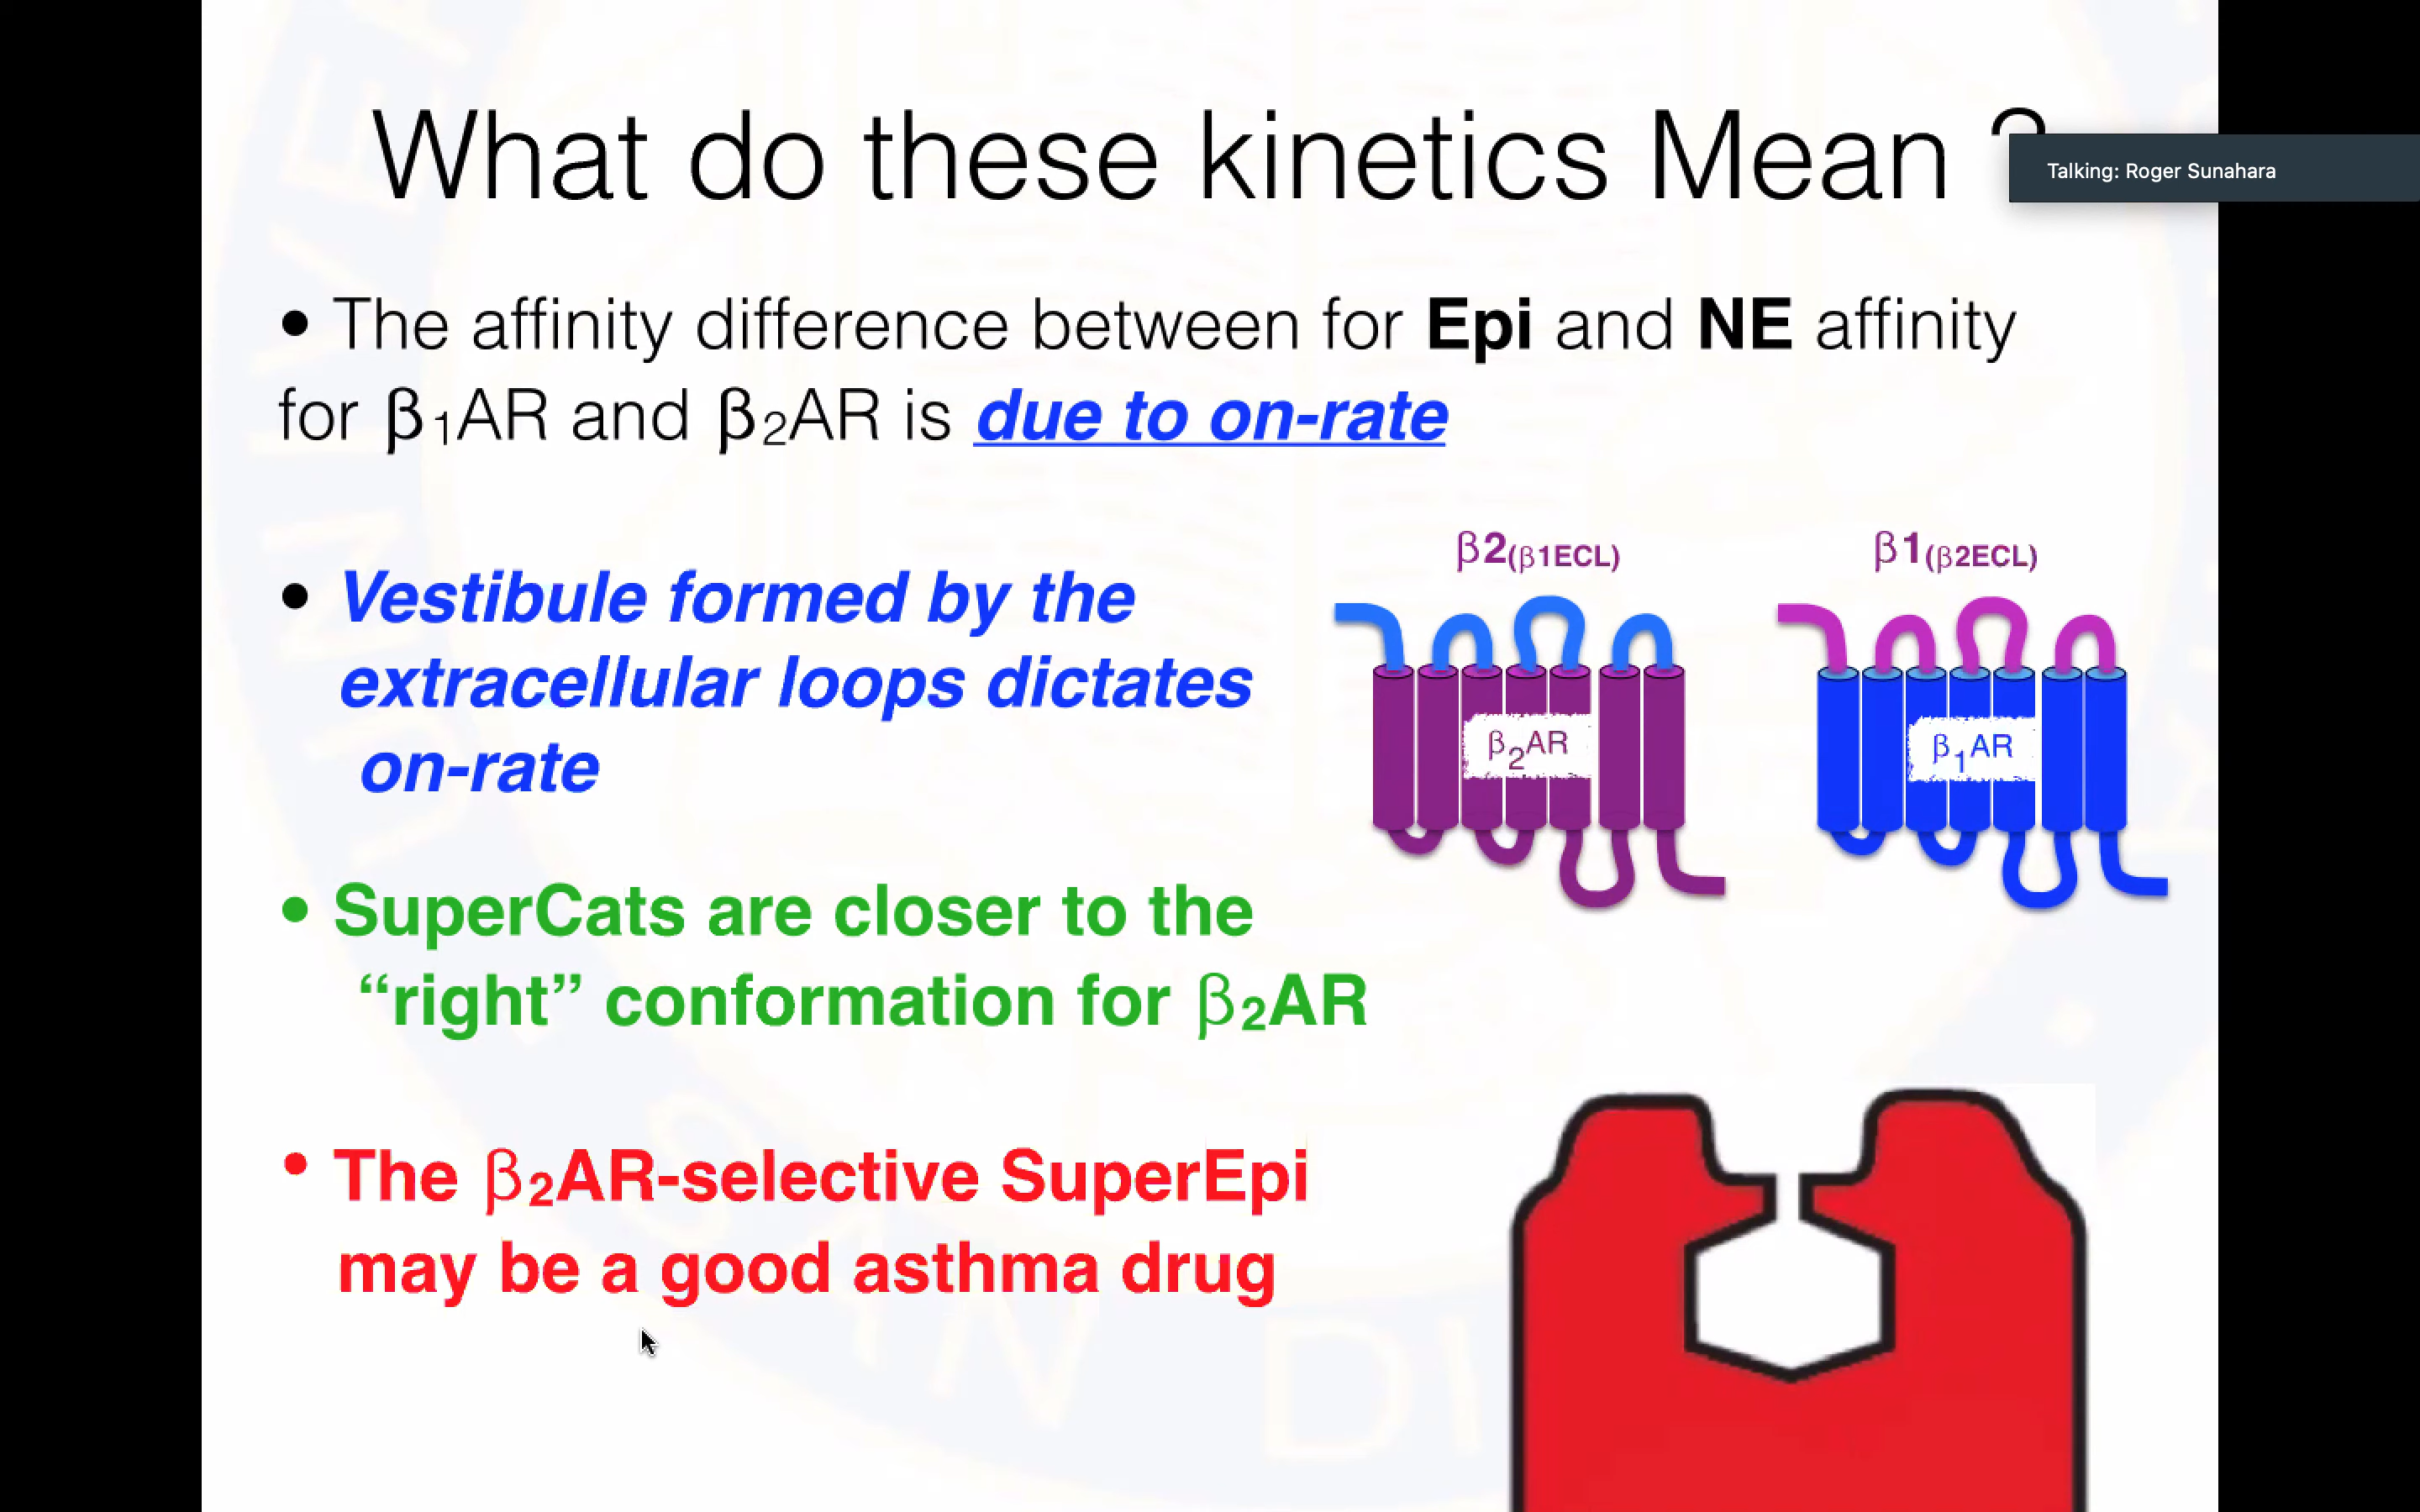 What do these kinetics Mean ?
Talking: Roger Sunahara
• The affinity difference between for Epi and NE affinity
for β₁AR and β₂AR is due to on-rate
• Vestibule formed by the
extracellular loops dictates
on-rate
β2(β1ECL)
β1(β2ECL)
β₂AR
β₁AR
• SuperCats are closer to the
“right” conformation for β₂AR
• The β₂AR-selective SuperEpi
may be a good asthma drug